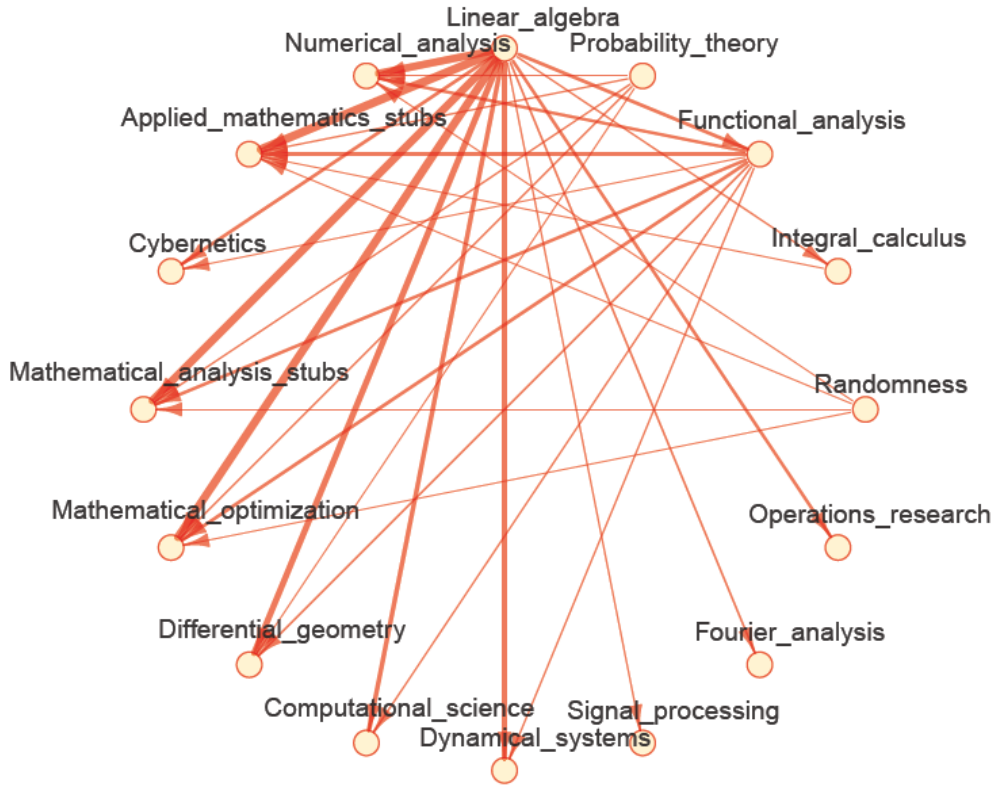 Linear_algebra
Numerical_analysis
Probability_theory
Applied_mathematics_stubs
Functional_analysis
Cybernetics
Integral_calculus
Mathematical_analysis_stubs
Randomness
Mathematical_optimization
Operations_research
Differential_geometry
Fourier_analysis
Computational_science
Signal_processing
Dynamical_systems